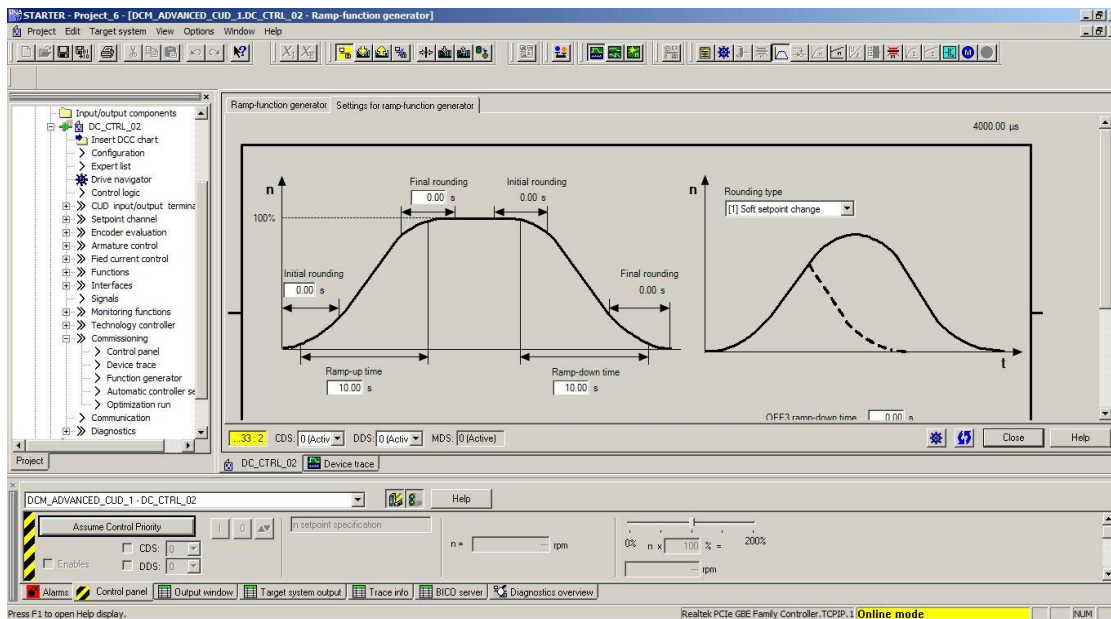 STARTER - Project_6 - [DCM_ADVANCED_CUD_1.DC_CTRL_02 - Ramp-function generator]
Project Edit Target system View Options Window Help
Input/output components
DC_CTRL_02
Insert DCC chart
Configuration
Expert list
Drive navigator
Control logic
CUD input/output termina
Setpoint channel
Encoder evaluation
Armature control
Fied current control
Functions
Interfaces
Signals
Monitoring functions
Technology controller
Commissioning
Control panel
Device trace
Function generator
Automatic controller se
Optimization run
Communication
Diagnostics
Project
Ramp-function generator Settings for ramp-function generator
4000.00 µs
n
100%
Final rounding
0.00 s
Initial rounding
0.00 s
Initial rounding
0.00 s
Final rounding
0.00 s
Ramp-up time
10.00 s
Ramp-down time
10.00 s
n
Rounding type
[1] Soft setpoint change
t
OFF3 ramp-down time 0.00 s
...33 : 2 CDS: 0 (Activ DDS: 0 (Activ MDS: 0 (Active) Close Help
DC_CTRL_02 Device trace
DCM_ADVANCED_CUD_1 - DC_CTRL_02 Help
Assume Control Priority I 0 n setpoint specification
CDS: 0
Enables DDS: 0
n = --- rpm
0% n x 100 % = 200%
--- rpm
Alarms Control panel Output window Target system output Trace info BICO server Diagnostics overview
Press F1 to open Help display. Realtek PCIe GBE Family Controller.TCPIP.1 Online mode NUM